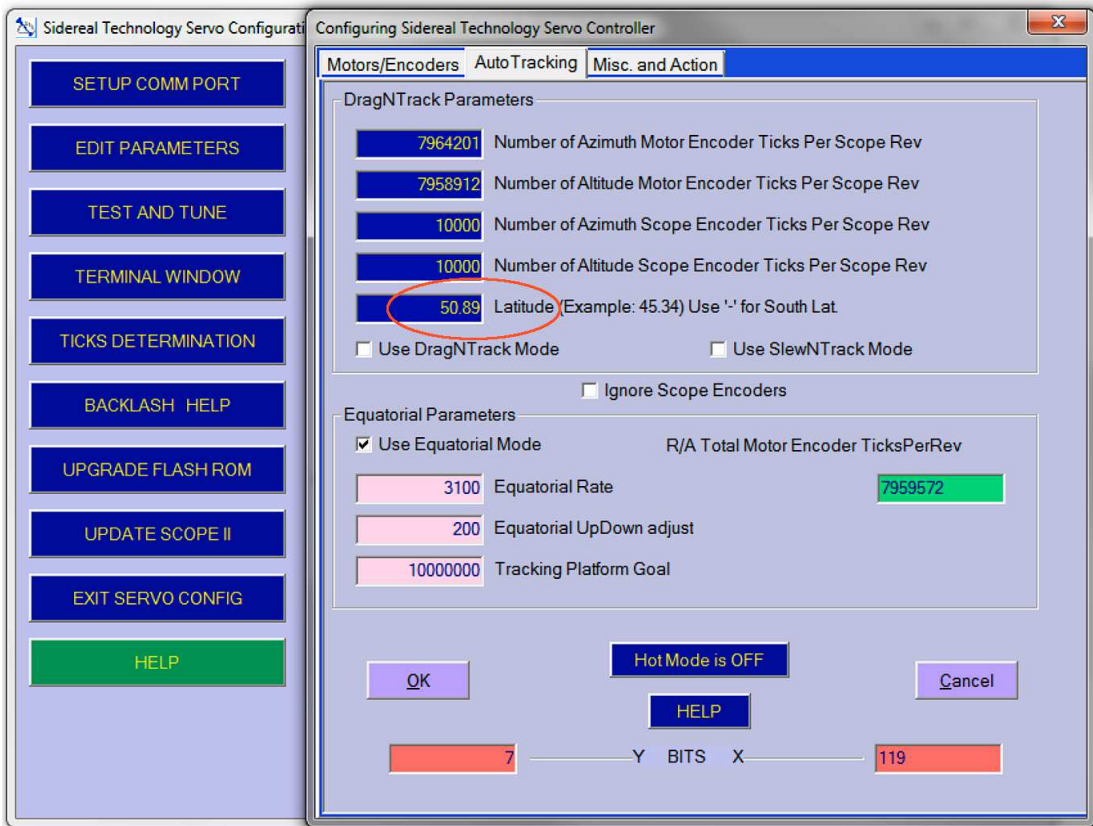 Sidereal Technology Servo Configurati
SETUP COMM PORT
EDIT PARAMETERS
TEST AND TUNE
TERMINAL WINDOW
TICKS DETERMINATION
BACKLASH HELP
UPGRADE FLASH ROM
UPDATE SCOPE II
EXIT SERVO CONFIG
HELP
Configuring Sidereal Technology Servo Controller
Motors/Encoders AutoTracking Misc. and Action
DragNTrack Parameters
7964201 Number of Azimuth Motor Encoder Ticks Per Scope Rev
7958912 Number of Altitude Motor Encoder Ticks Per Scope Rev
10000 Number of Azimuth Scope Encoder Ticks Per Scope Rev
10000 Number of Altitude Scope Encoder Ticks Per Scope Rev
50.89 Latitude (Example: 45.34) Use '-' for South Lat.
Use DragNTrack Mode Use SlewNTrack Mode
Ignore Scope Encoders
Equatorial Parameters
Use Equatorial Mode R/A Total Motor Encoder TicksPerRev
3100 Equatorial Rate 7959572
200 Equatorial UpDown adjust
10000000 Tracking Platform Goal
Hot Mode is OFF
OK Cancel
HELP
7 Y BITS X 119